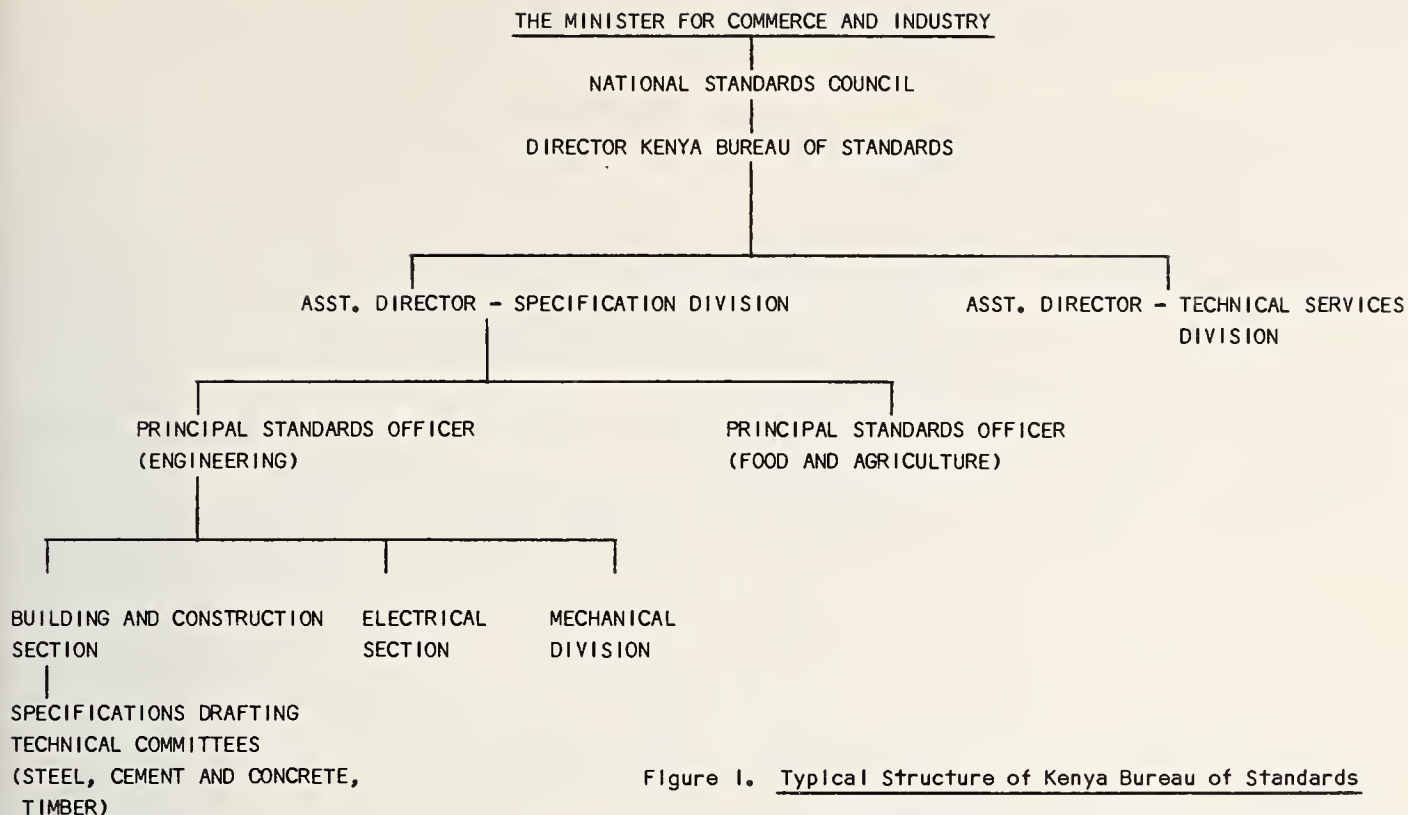 THE MINISTER FOR COMMERCE AND INDUSTRY
NATIONAL STANDARDS COUNCIL
DIRECTOR KENYA BUREAU OF STANDARDS
ASST. DIRECTOR - SPECIFICATION DIVISION
ASST. DIRECTOR - TECHNICAL SERVICES
DIVISION
PRINCIPAL STANDARDS OFFICER
(ENGINEERING)
PRINCIPAL STANDARDS OFFICER
(FOOD AND AGRICULTURE)
BUILDING AND CONSTRUCTION
SECTION
ELECTRICAL
SECTION
MECHANICAL
DIVISION
SPECIFICATIONS DRAFTING
TECHNICAL COMMITTEES
(STEEL, CEMENT AND CONCRETE,
TIMBER)
Figure 1. Typical Structure of Kenya Bureau of Standards